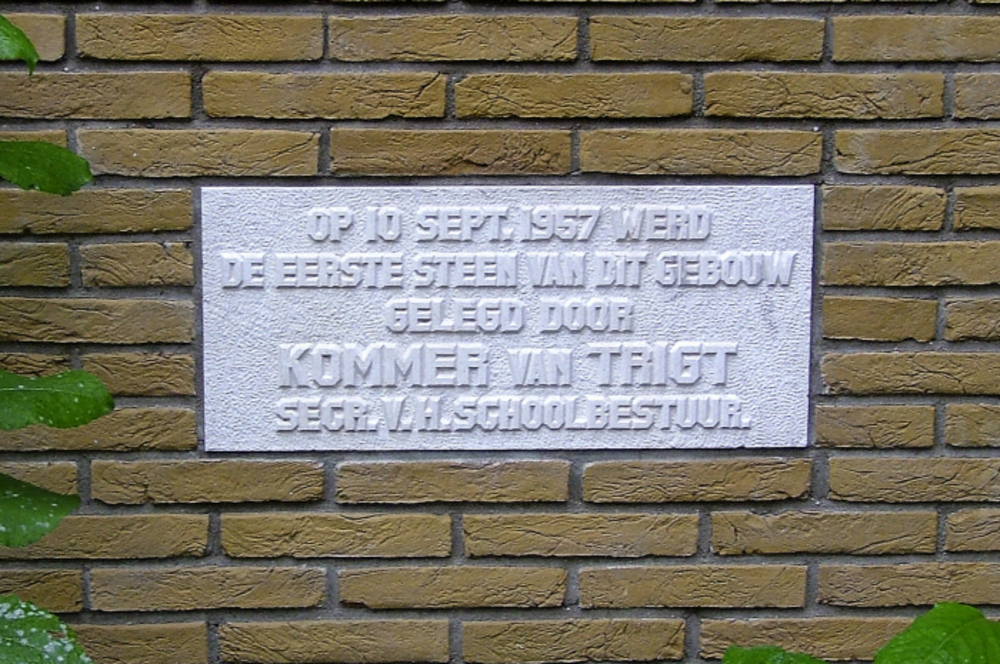 OP 10 SEPT. 1957 WERD
DE EERSTE STEEN VAN DIT GEBOUW
GELEGD DOOR
KOMMER VAN TRIGT
SECR. V. H. SCHOOLBESTUUR.